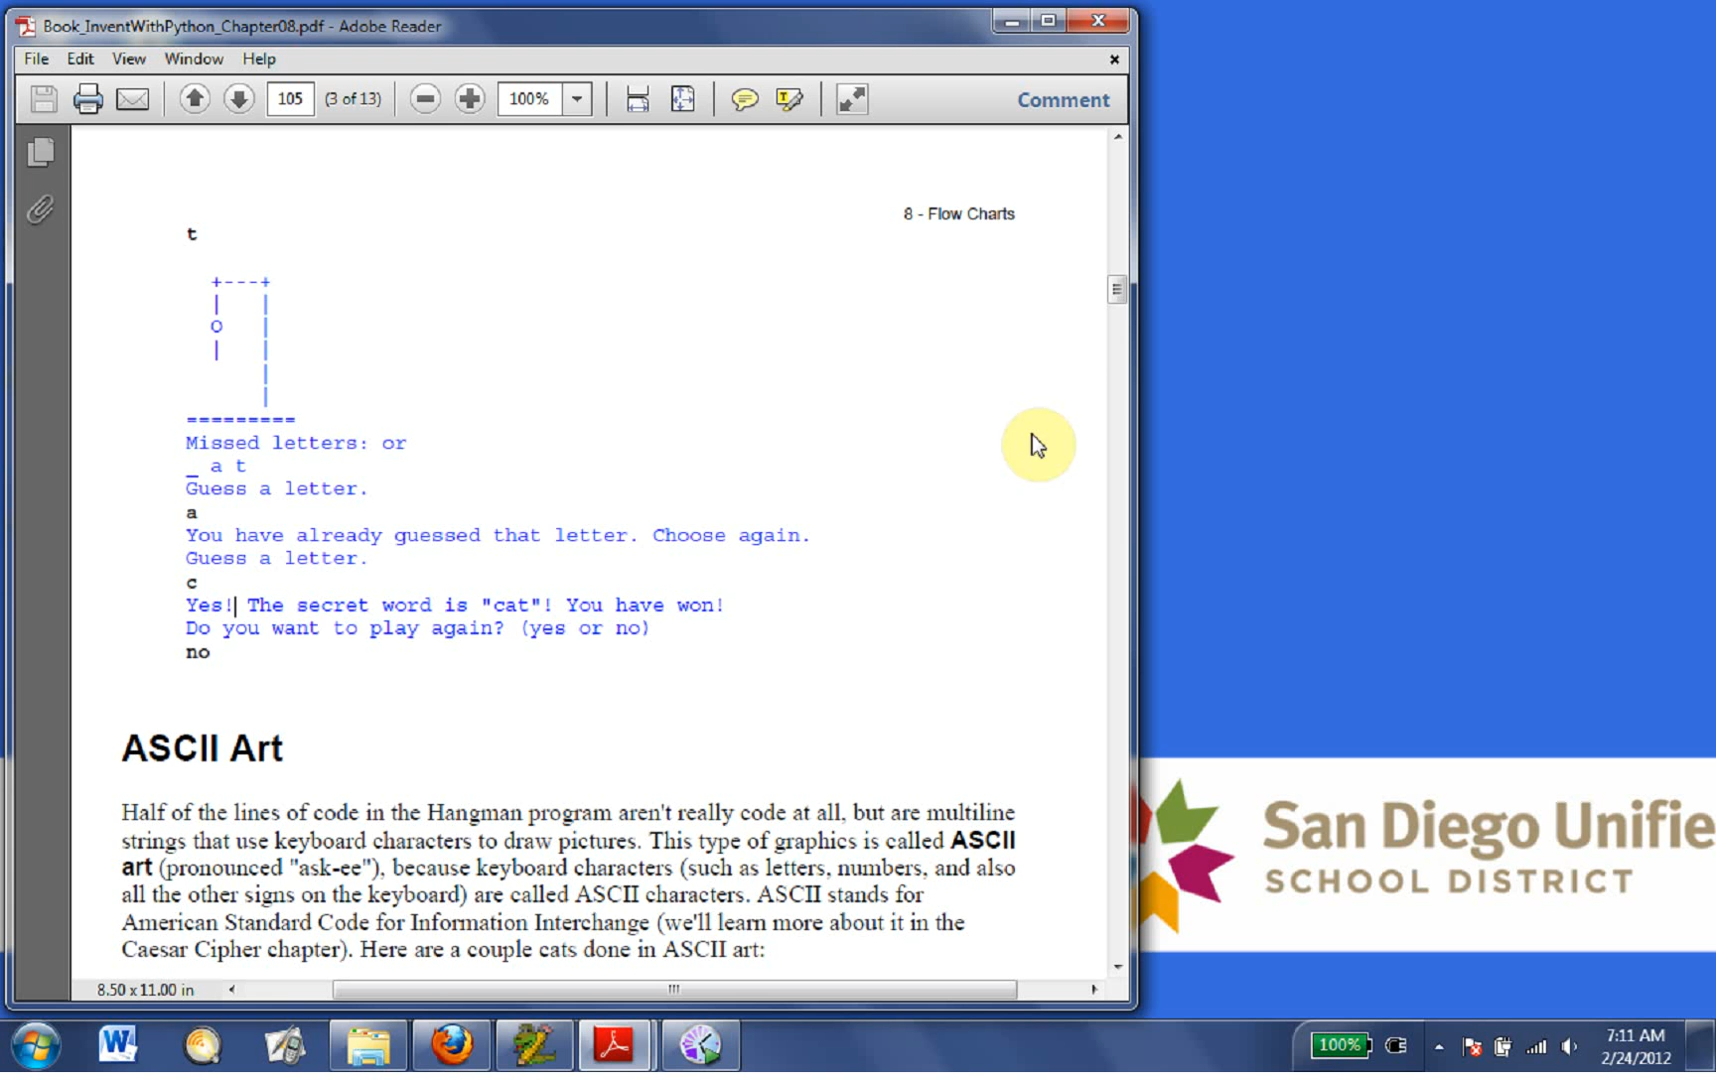 Book_InventWithPython_Chapter08.pdf - Adobe Reader
File Edit View Window Help
105 (3 of 13) 100% Comment
8 - Flow Charts
t
+---+
|   |
O   |
|   |
|
|
=========
Missed letters: or
_ a t
Guess a letter.
a
You have already guessed that letter. Choose again.
Guess a letter.
c
Yes! The secret word is "cat"! You have won!
Do you want to play again? (yes or no)
no
ASCII Art
Half of the lines of code in the Hangman program aren't really code at all, but are multiline
strings that use keyboard characters to draw pictures. This type of graphics is called ASCII
art (pronounced "ask-ee"), because keyboard characters (such as letters, numbers, and also
all the other signs on the keyboard) are called ASCII characters. ASCII stands for
American Standard Code for Information Interchange (we'll learn more about it in the
Caesar Cipher chapter). Here are a couple cats done in ASCII art:
8.50 x 11.00 in
San Diego Unifie
SCHOOL DISTRICT
100%
7:11 AM
2/24/2012